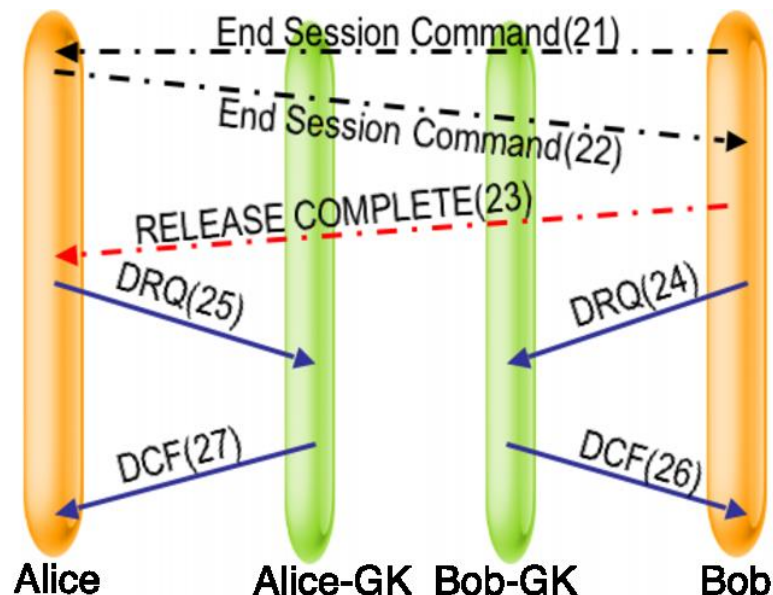 End Session Command(21)
End Session Command(22)
RELEASE COMPLETE(23)
DRQ(25)
DRQ(24)
DCF(27)
DCF(26)
Alice
Alice-GK
Bob-GK
Bob